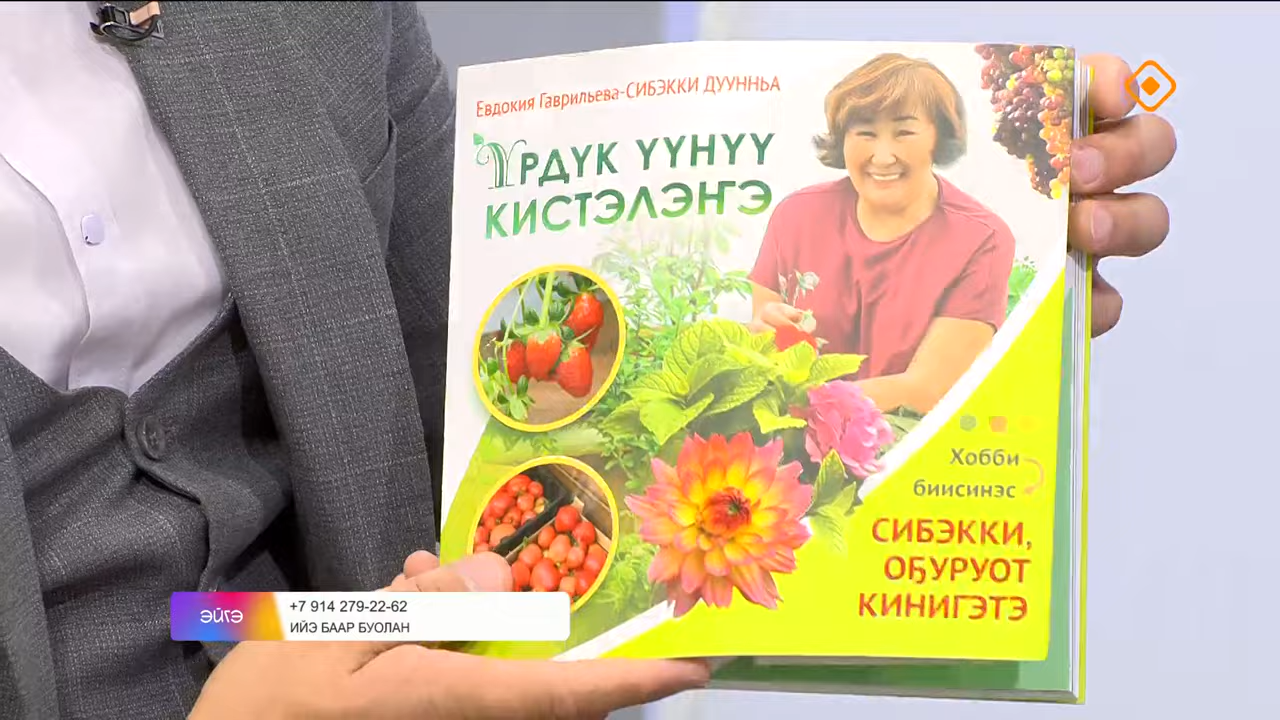 Евдокия Гаврильева-СИБЭККИ ДУУННЬА
ҮРДҮК ҮҮНҮҮ
КИСТЭЛЭҤЭ
Хобби
биисинэс
СИБЭККИ,
ОҔУРУОТ
КИНИГЭТЭ
ЭЙГЭ
+7 914 279-22-62
ИЙЭ БААР БУОЛАН